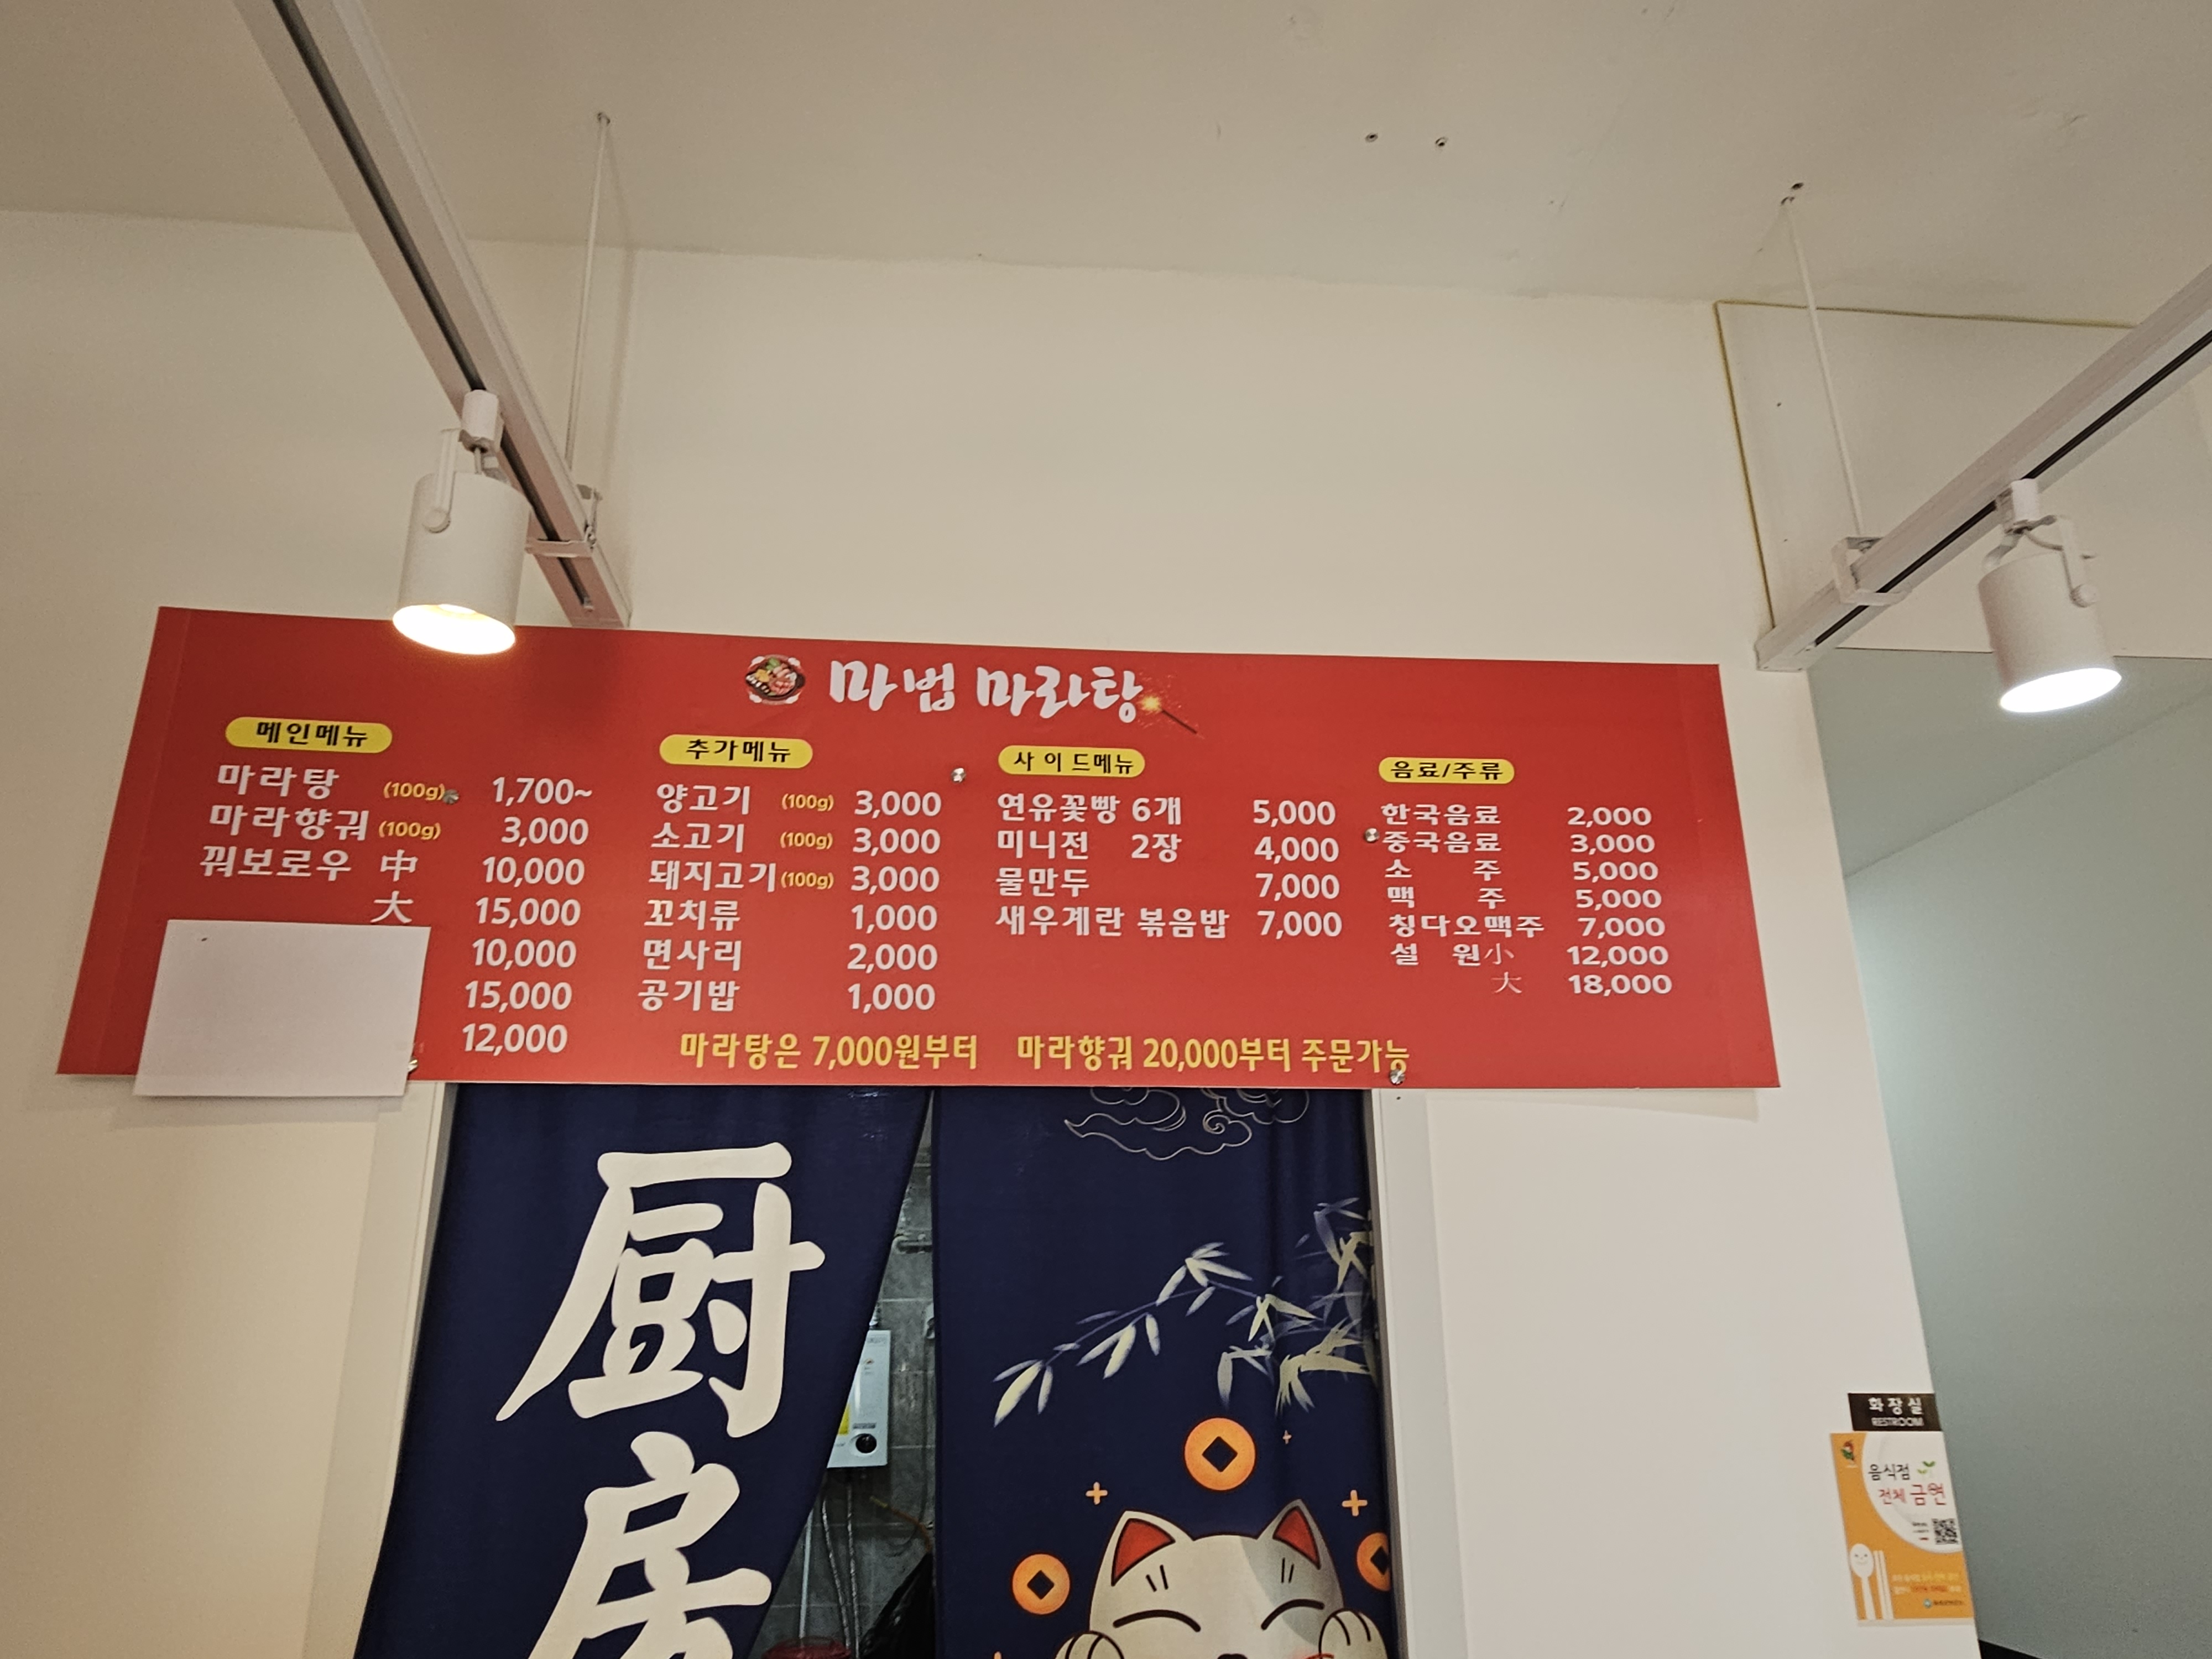 마법 마라탕
메인메뉴
마라탕 (100g) 1,700~
마라향궈 (100g) 3,000
꿔보로우 中 10,000
大 15,000
10,000
15,000
12,000
추가메뉴
양고기 (100g) 3,000
소고기 (100g) 3,000
돼지고기 (100g) 3,000
꼬치류 1,000
면사리 2,000
공기밥 1,000
사이드메뉴
연유꽃빵 6개 5,000
미니전 2장 4,000
물만두 7,000
새우계란 볶음밥 7,000
음료/주류
한국음료 2,000
중국음료 3,000
소 주 5,000
맥 주 5,000
칭다오맥주 7,000
설 원 小 12,000
大 18,000
마라탕은 7,000원부터 마라향궈 20,000부터 주문가능
厨
房
화장실
RESTROOM
음식점
전체 금연